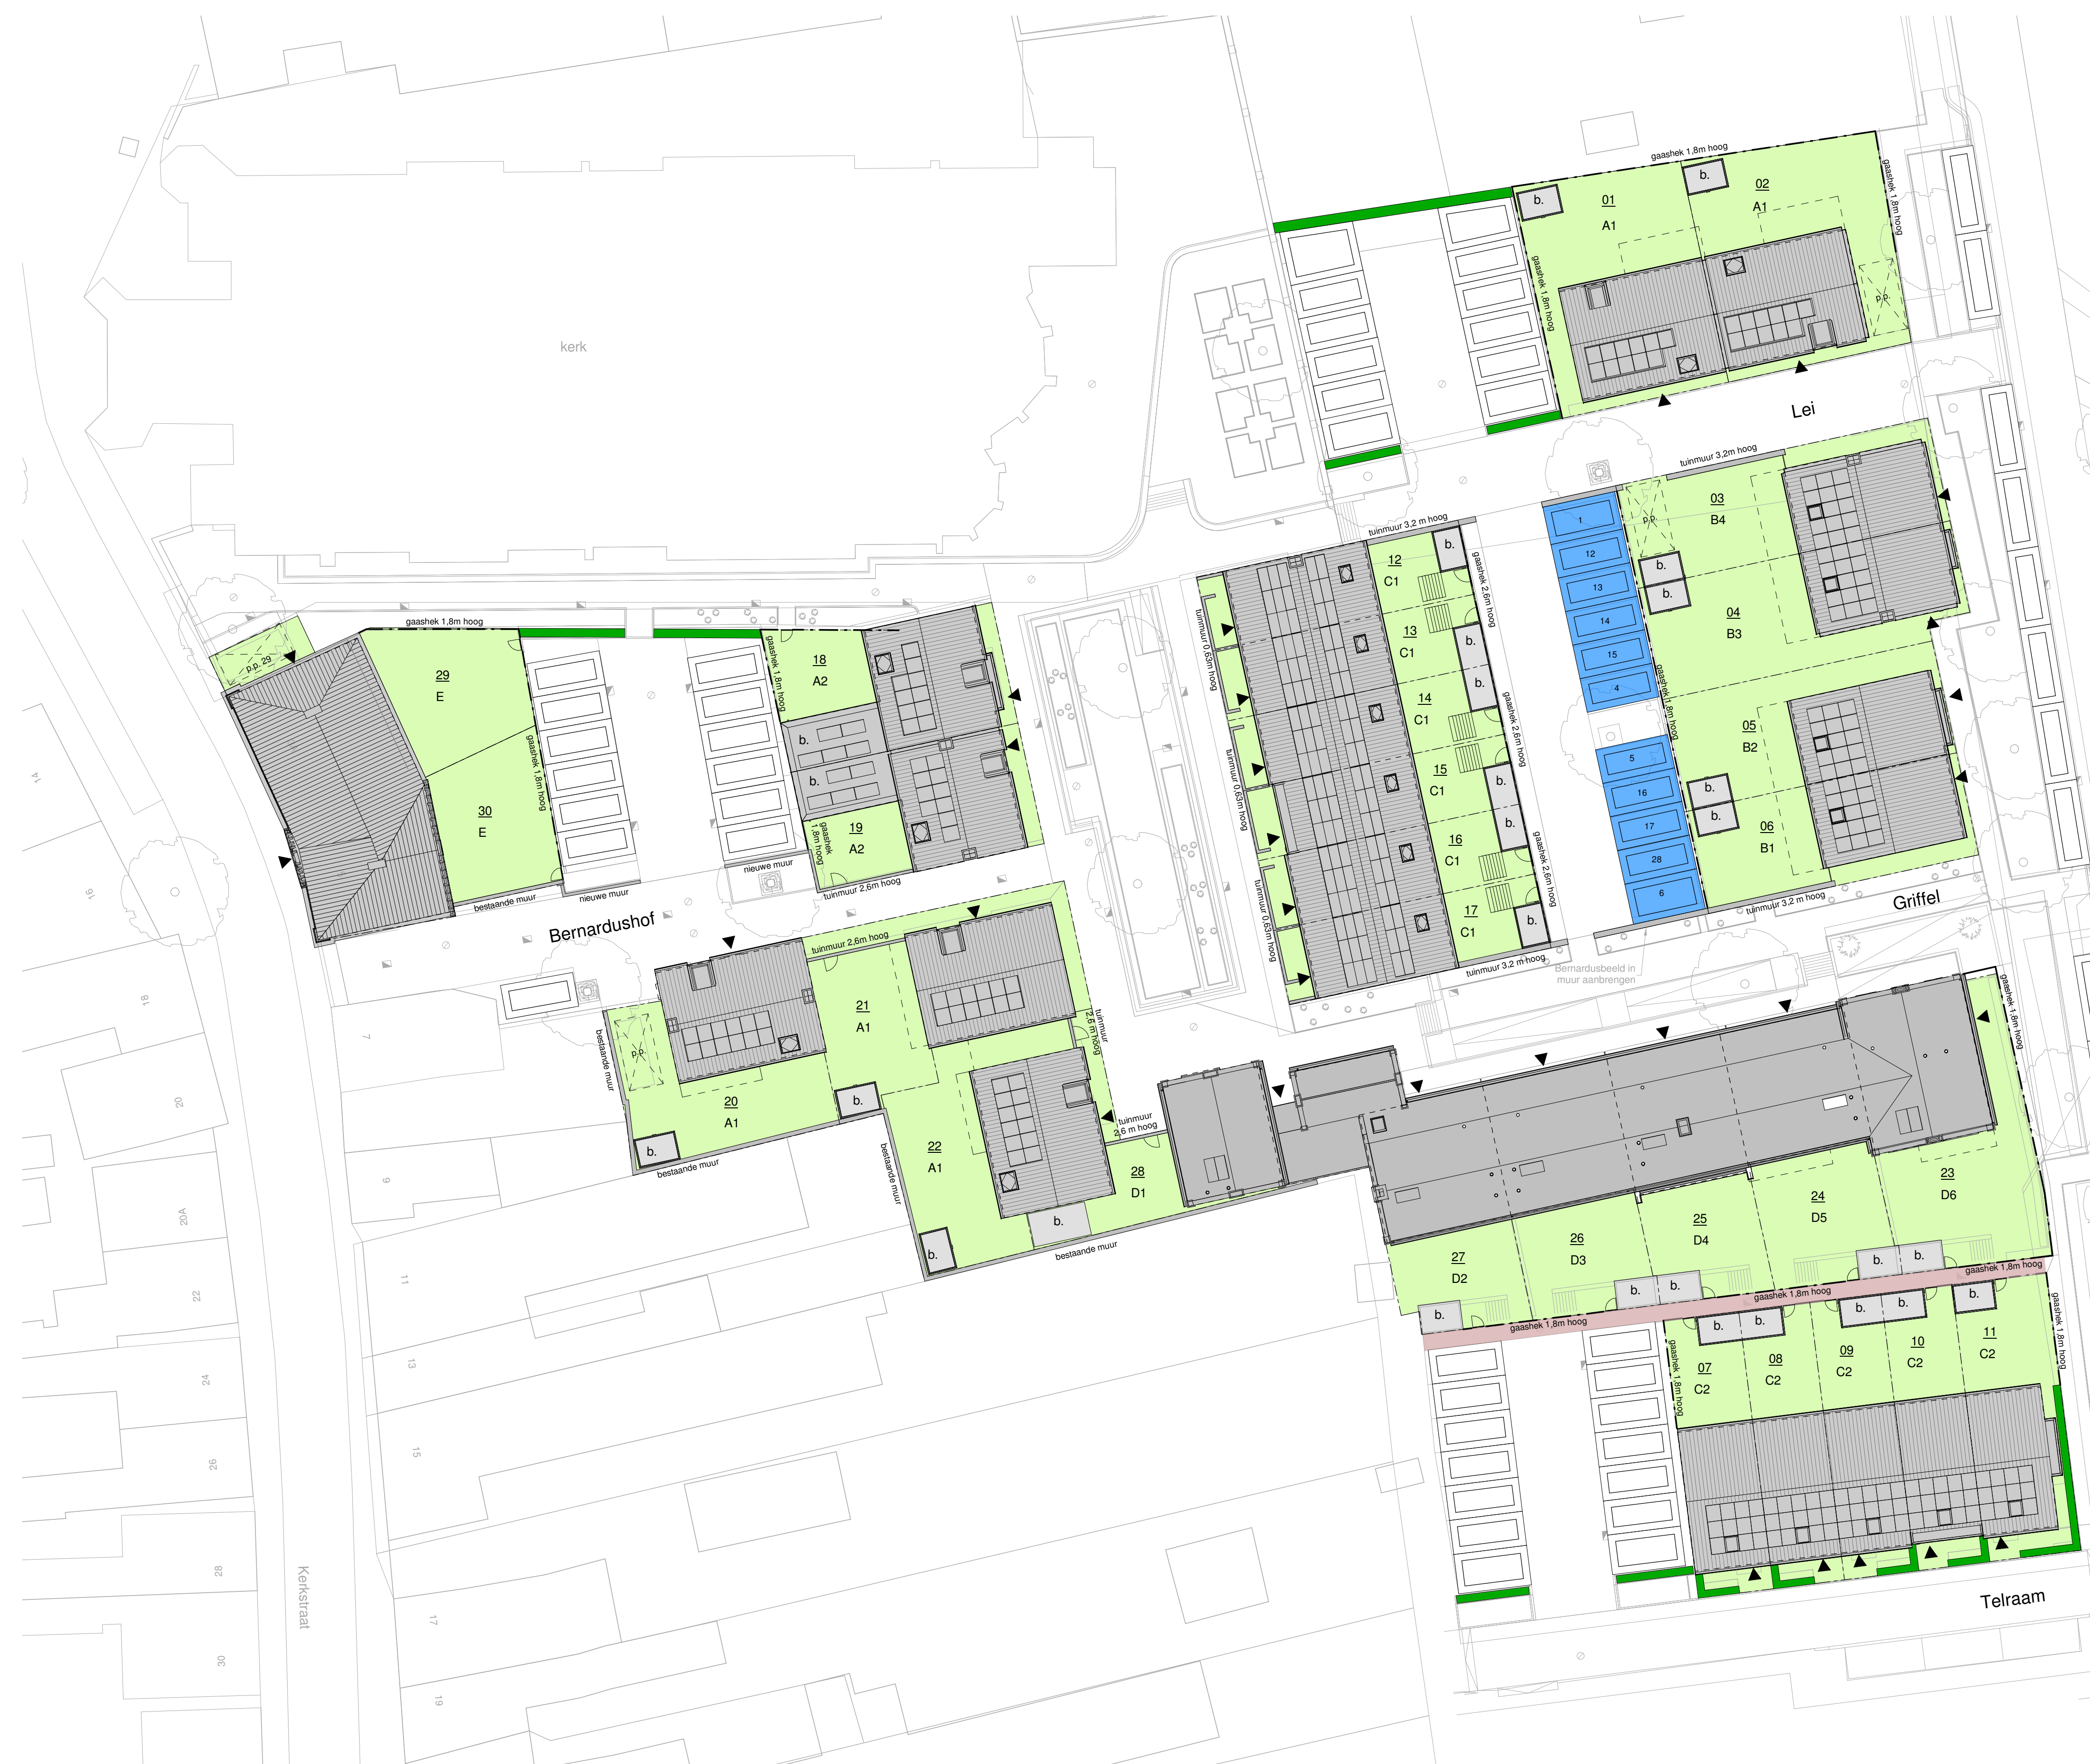 gaashek 1,8m hoog
b.
01
A1
b.
02
A1
gaashek 1,8m hoog
gaashek 1,8m hoog
p.p.
kerk
Lei
tuinmuur 3,2m hoog
p.p.
03
B4
b.
b.
04
B3
gaashek 1,8m hoog
05
B2
b.
b.
06
B1
tuinmuur 3,2 m hoog
Griffel
1
12
13
14
15
4
5
16
17
28
6
Bernardusbeeld in
muur aanbrengen
tuinmuur 3,2 m hoog
12
C1
b.
gaashek 2,6m hoog
13
C1
b.
14
C1
b.
gaashek 2,6m hoog
15
C1
b.
16
C1
b.
gaashek 2,6m hoog
17
C1
b.
tuinmuur 3,2 m hoog
tuinmuur 0,63m hoog
tuinmuur 0,63m hoog
tuinmuur 0,63m hoog
gaashek 1,8m hoog
p.p. 29
29
E
30
E
gaashek 1,8m hoog
bestaande muur
nieuwe muur
gaashek 1,8m hoog
18
A2
b.
b.
19
A2
gaashek
1,8m hoog
nieuwe muur
tuinmuur 2,6m hoog
Bernardushof
tuinmuur 2,6m hoog
bestaande muur
p.p.
20
A1
b.
bestaande muur
21
A1
b.
tuinmuur
2,6 m hoog
22
A1
b.
b.
bestaande muur
bestaande muur
tuinmuur
2,6 m hoog
28
D1
gaashek 1,8m hoog
23
D6
24
D5
25
D4
26
D3
27
D2
b.
b.
b.
b.
b.
gaashek 1,8m hoog
gaashek 1,8m hoog
gaashek 1,8m hoog
b.
b.
b.
b.
b.
07
C2
08
C2
09
C2
10
C2
11
C2
gaashek 1,8m hoog
gaashek 1,8m hoog
Telraam
Kerkstraat
14
16
18
20
20A
22
24
26
28
30
7
6
11
13
15
17
19